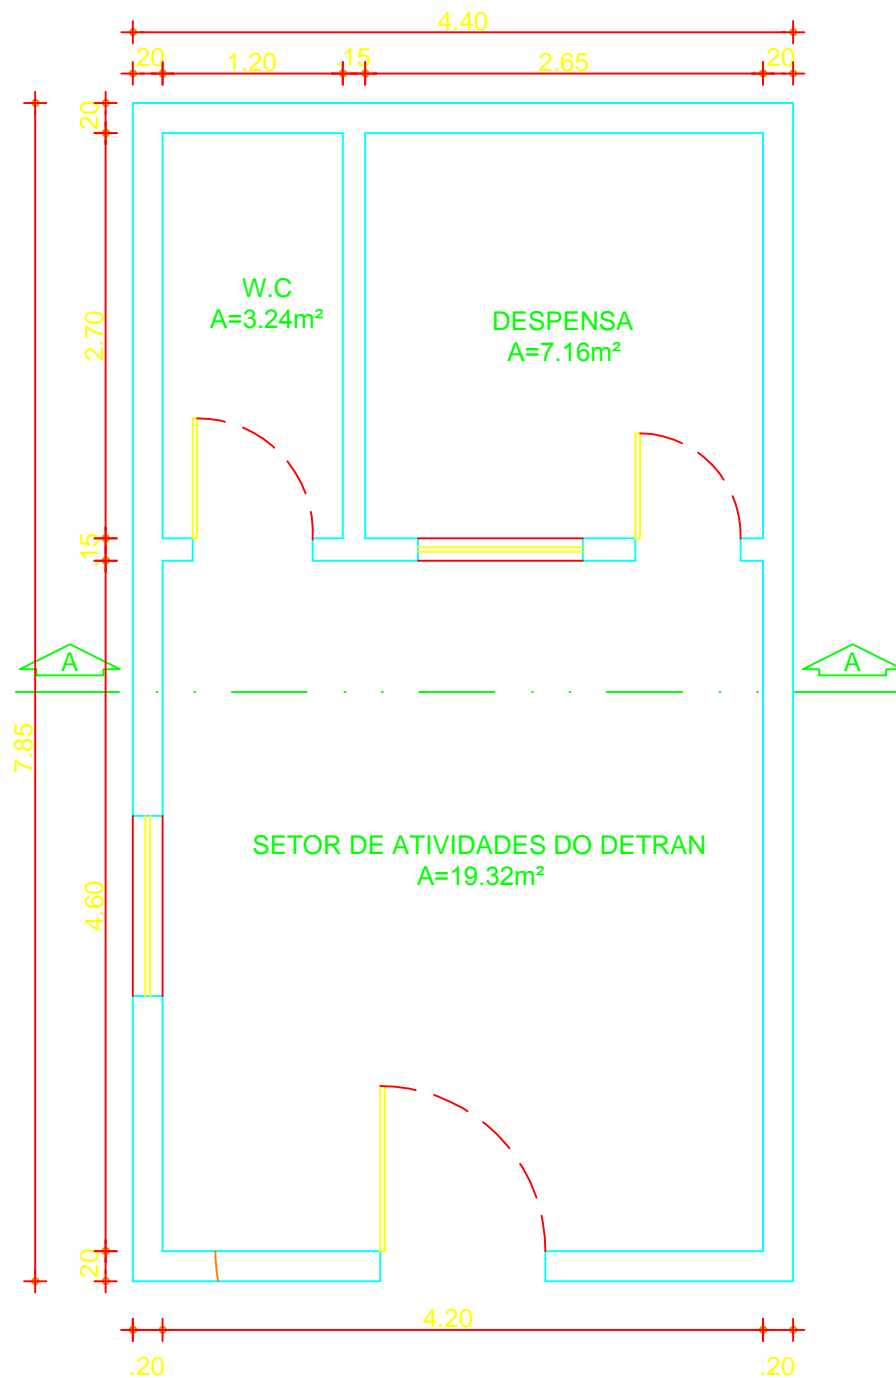 4.40
.20
1.20
.15
2.65
.20
.20
W.C
A=3.24m²
DESPENSA
A=7.16m²
2.70
.15
A
A
7.85
SETOR DE ATIVIDADES DO DETRAN
A=19.32m²
4.60
.20
4.20
.20
.20